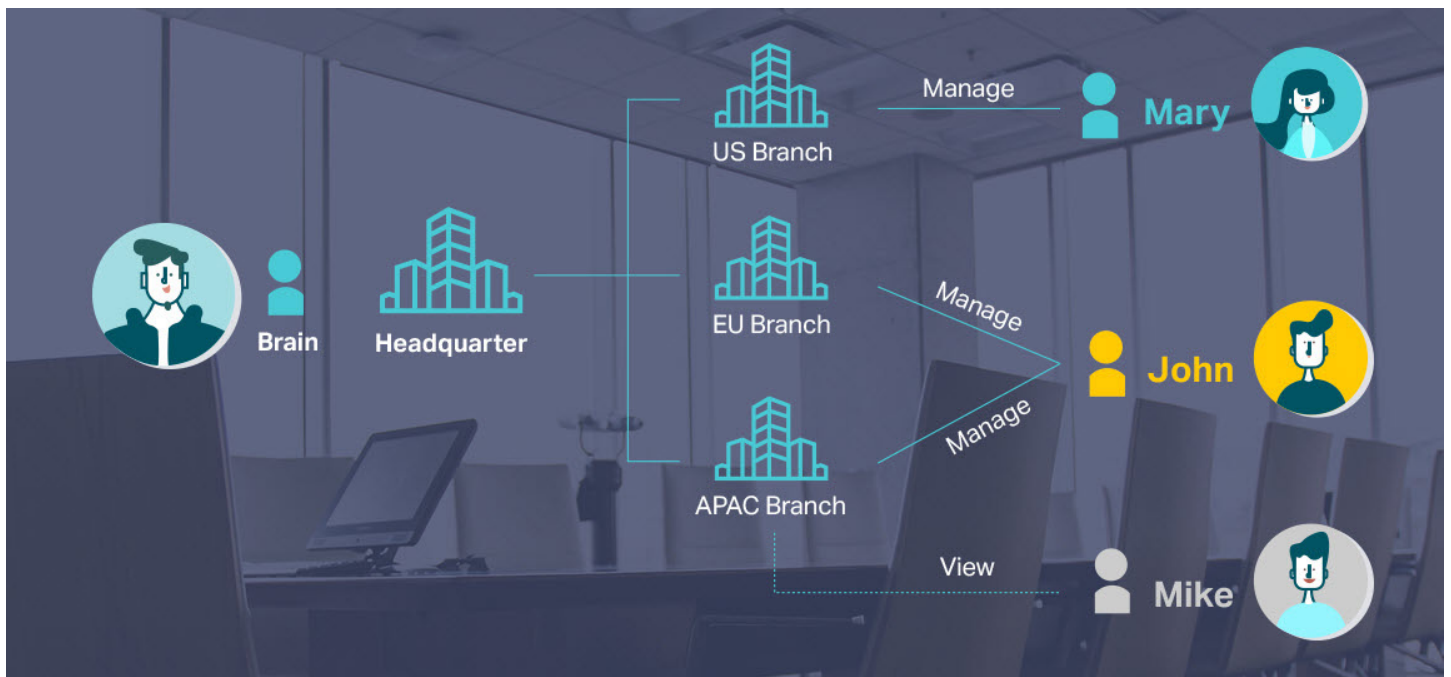 US Branch
Manage
Mary
Brain
Headquarter
EU Branch
Manage
John
Manage
APAC Branch
View
Mike